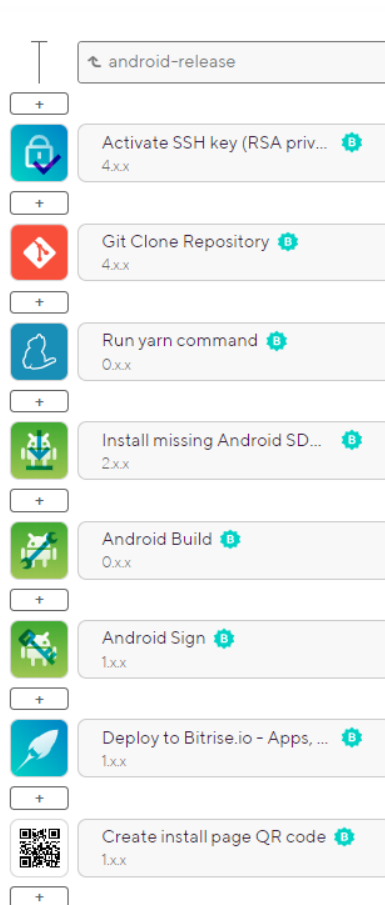 android-release
+
Activate SSH key (RSA priv...
4.x.x
+
Git Clone Repository
4.x.x
+
Run yarn command
0.x.x
+
Install missing Android SD...
2.x.x
+
Android Build
0.x.x
+
Android Sign
1.x.x
+
Deploy to Bitrise.io - Apps, ...
1.x.x
+
Create install page QR code
1.x.x
+